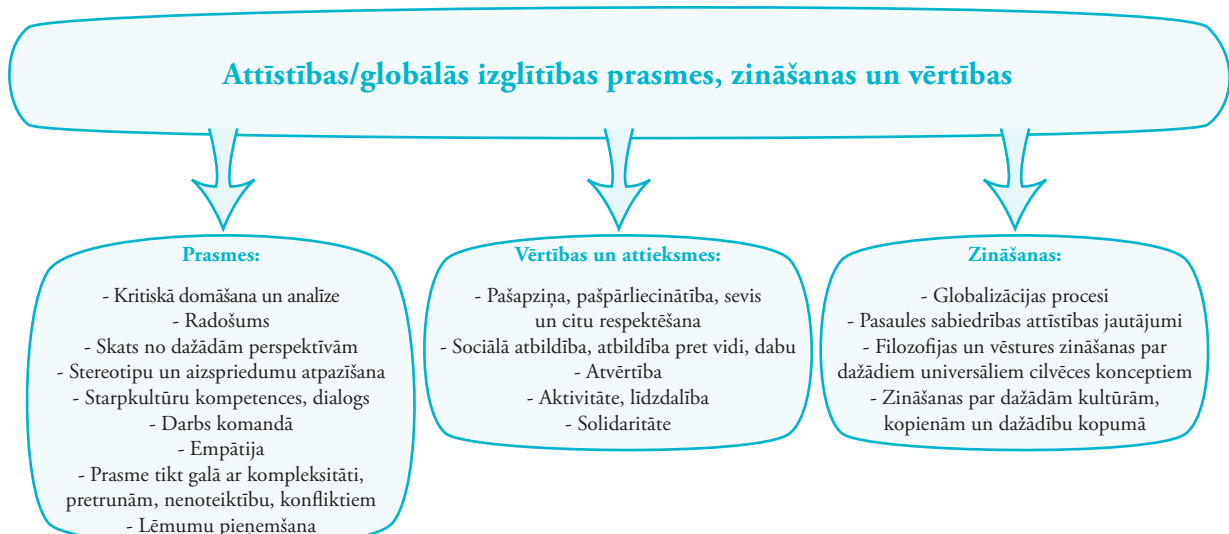 Attīstības/globālās izglītības prasmes, zināšanas un vērtības
Prasmes:
- Kritiskā domāšana un analīze
- Radošums
- Skats no dažādām perspektīvām
- Stereotipu un aizspriedumu atpazīšana
- Starpkultūru kompetences, dialogs
- Darbs komandā
- Empātija
- Prasme tikt galā ar kompleksitāti,
pretrunām, nenoteiktību, konfliktiem
- Lēmumu pieņemšana
Vērtības un attieksmes:
- Pašapziņa, pašpārliecinātība, sevis
un citu respektēšana
- Sociālā atbildība, atbildība pret vidi, dabu
- Atvērtība
- Aktivitāte, līdzdalība
- Solidaritāte
Zināšanas:
- Globalizācijas procesi
- Pasaules sabiedrības attīstības jautājumi
- Filozofijas un vēstures zināšanas par
dažādiem universāliem cilvēces konceptiem
- Zināšanas par dažādām kultūrām,
kopienām un dažādību kopumā